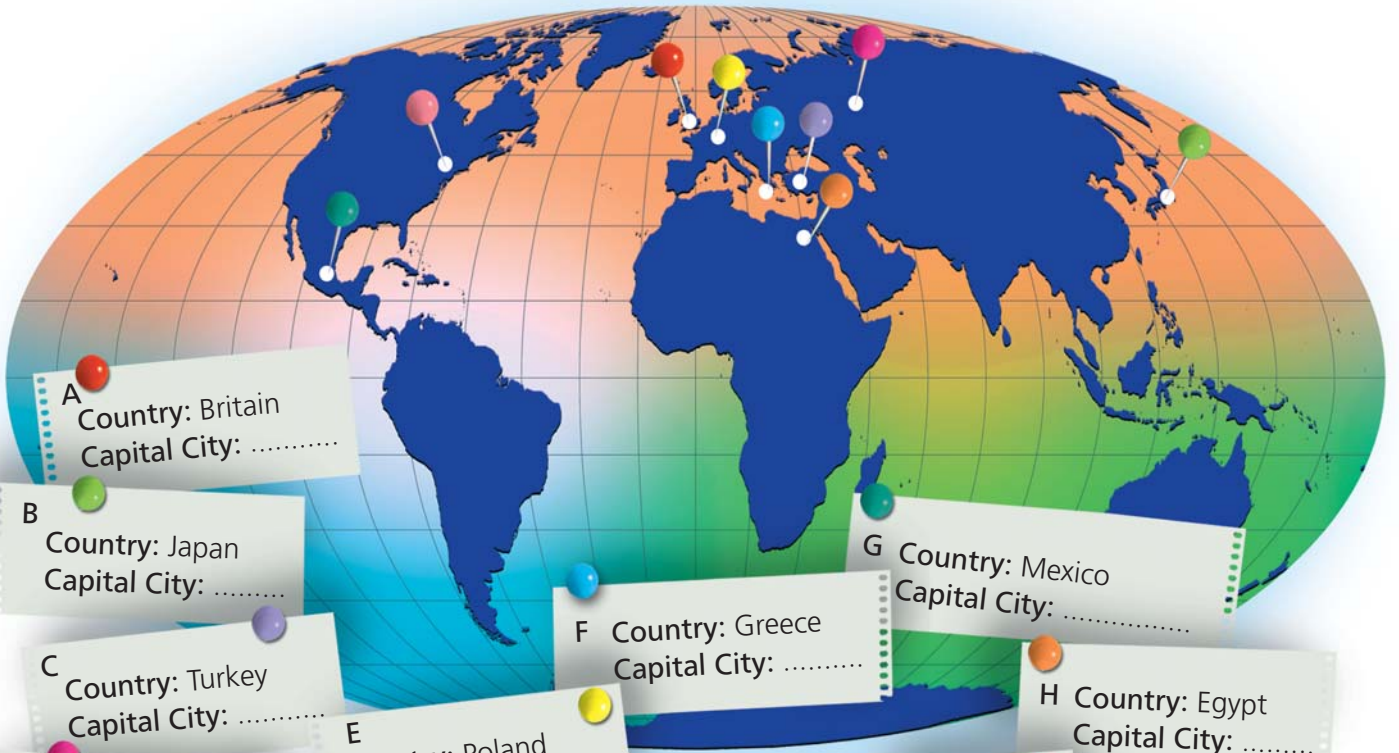 A
Country: Britain
Capital City: ...........
B
Country: Japan
Capital City: .........
C
Country: Turkey
Capital City: ...........
E
Poland
F Country: Greece
Capital City: ..........
G Country: Mexico
Capital City: ................
H Country: Egypt
Capital City: .........